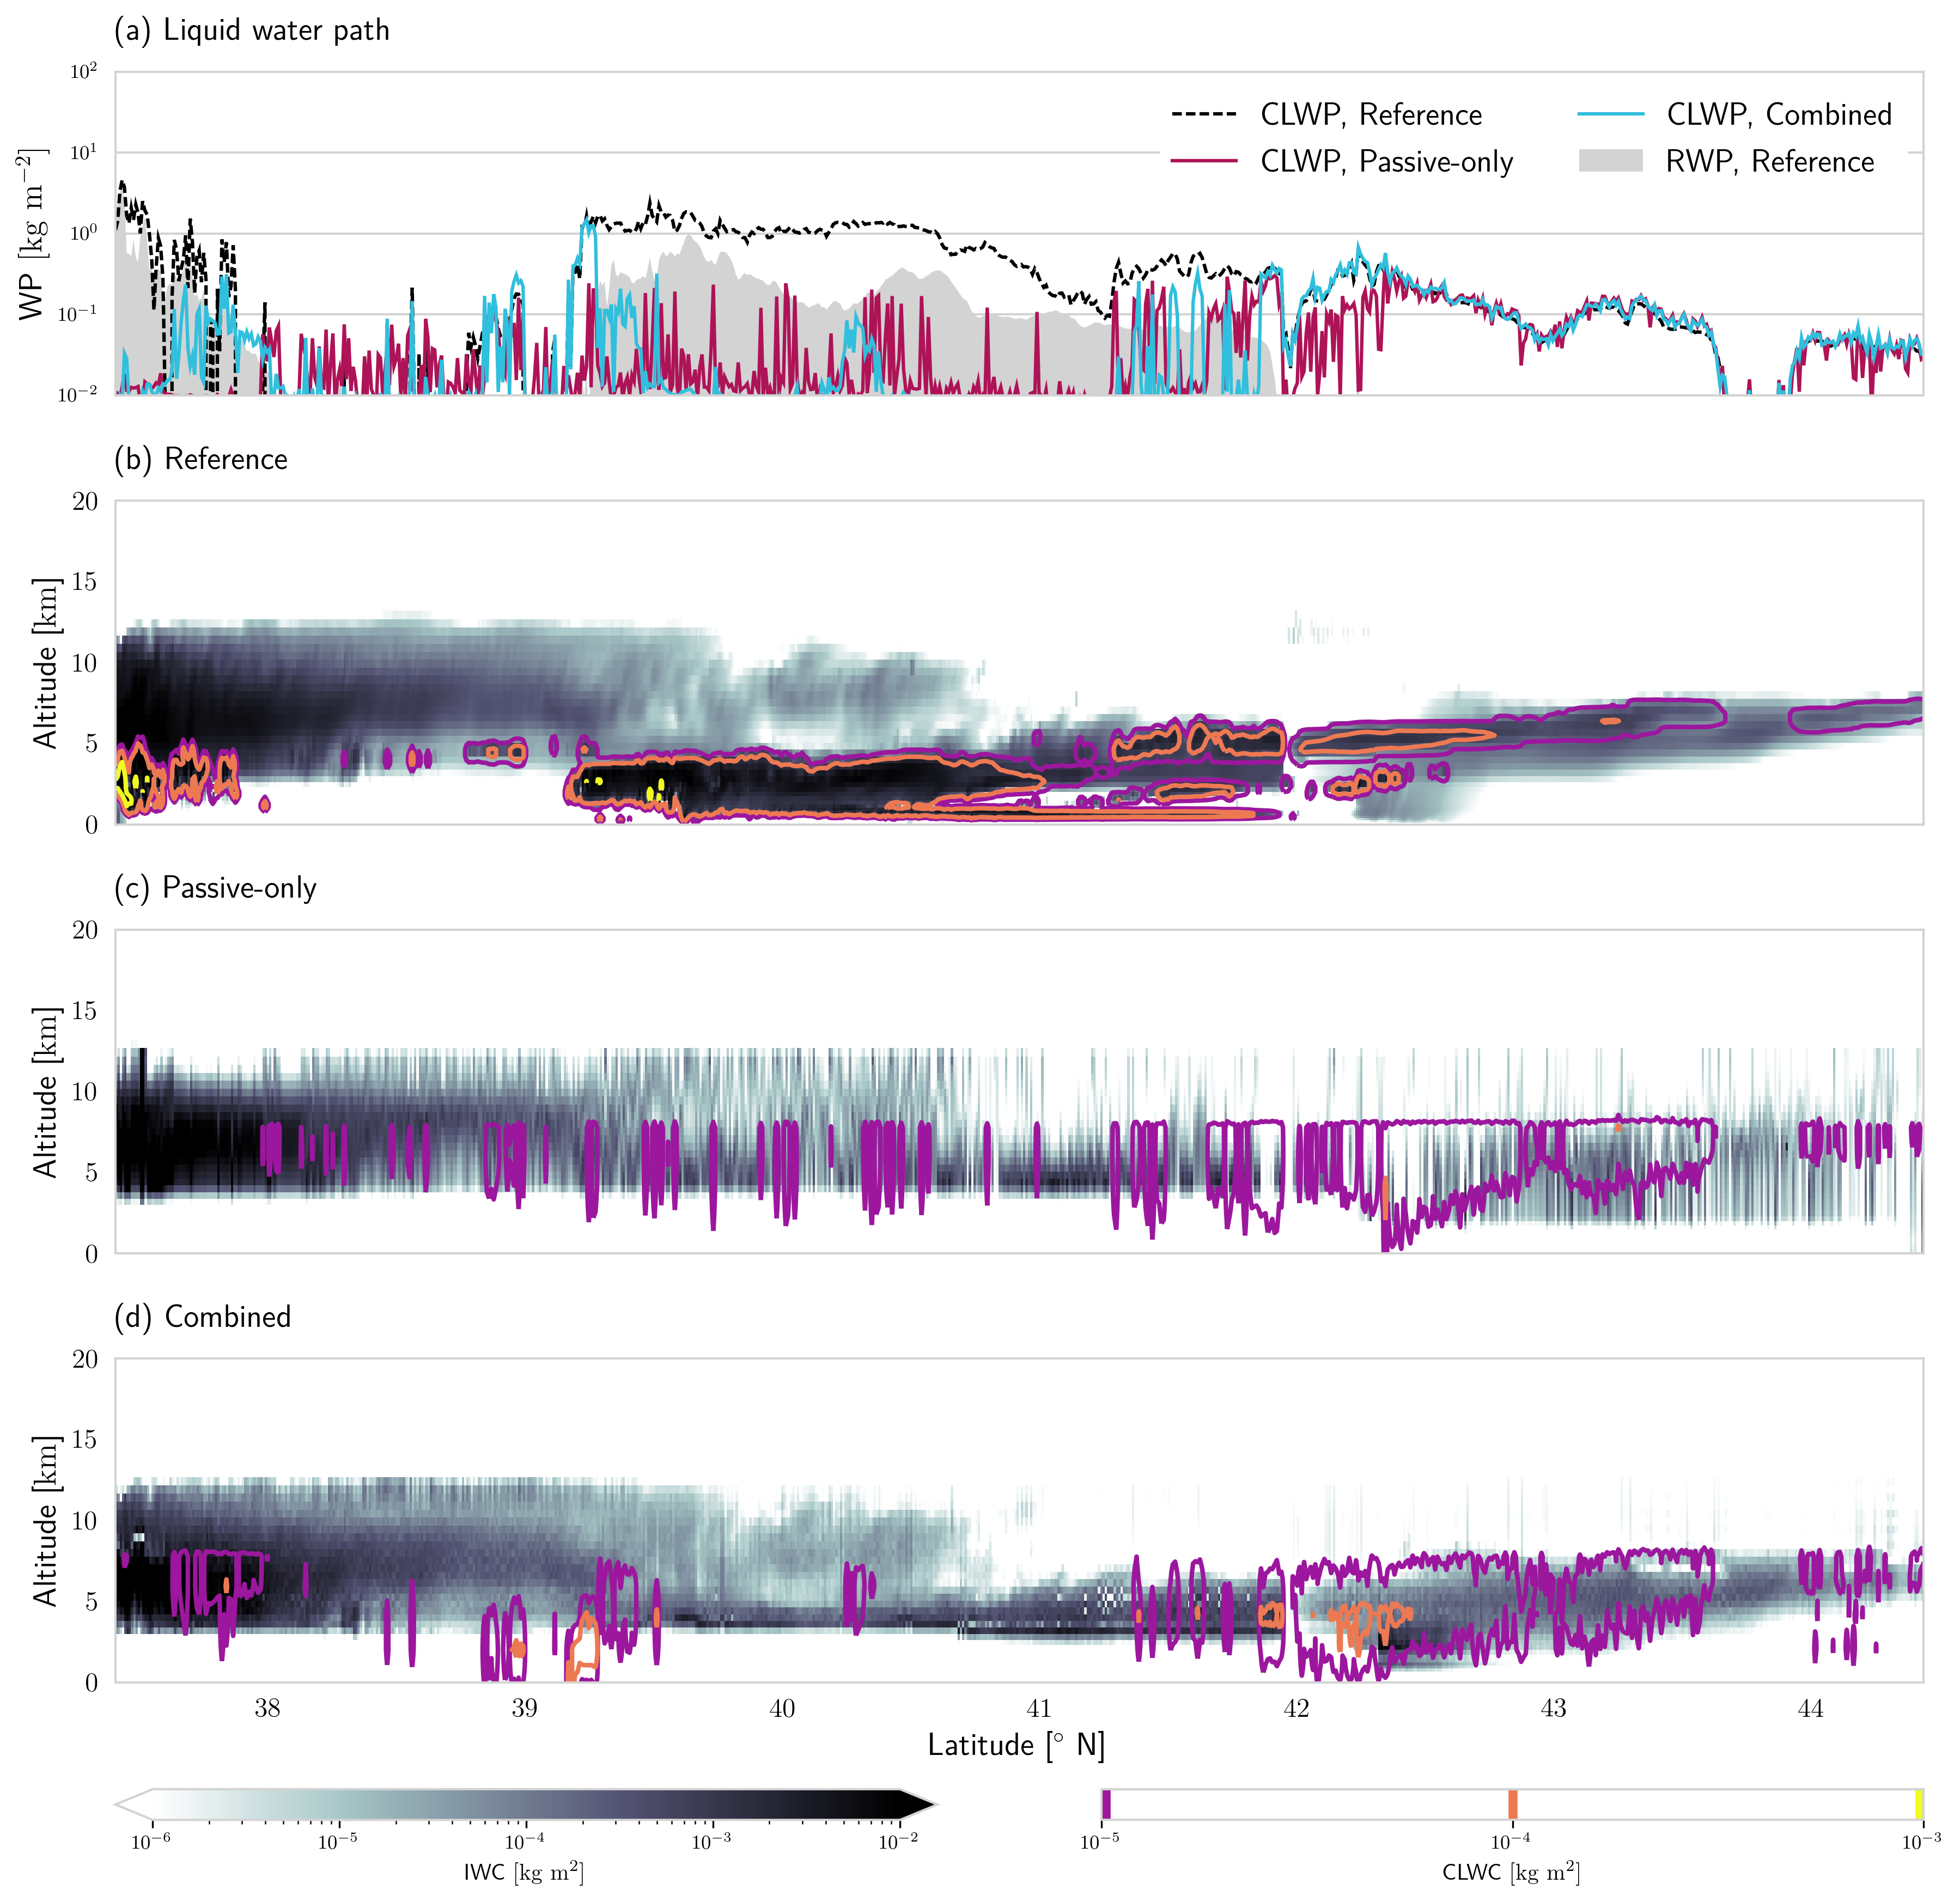 (a) Liquid water path
10²
10¹
10⁰
10⁻¹
10⁻²
WP [kg m⁻²]
CLWP, Reference
CLWP, Passive-only
CLWP, Combined
RWP, Reference
(b) Reference
20
15
10
5
0
Altitude [km]
(c) Passive-only
20
15
10
5
0
Altitude [km]
(d) Combined
20
15
10
5
0
Altitude [km]
38 39 40 41 42 43 44
Latitude [° N]
10⁻⁶ 10⁻⁵ 10⁻⁴ 10⁻³ 10⁻²
IWC [kg m²]
10⁻⁵ 10⁻⁴ 10⁻³
CLWC [kg m²]